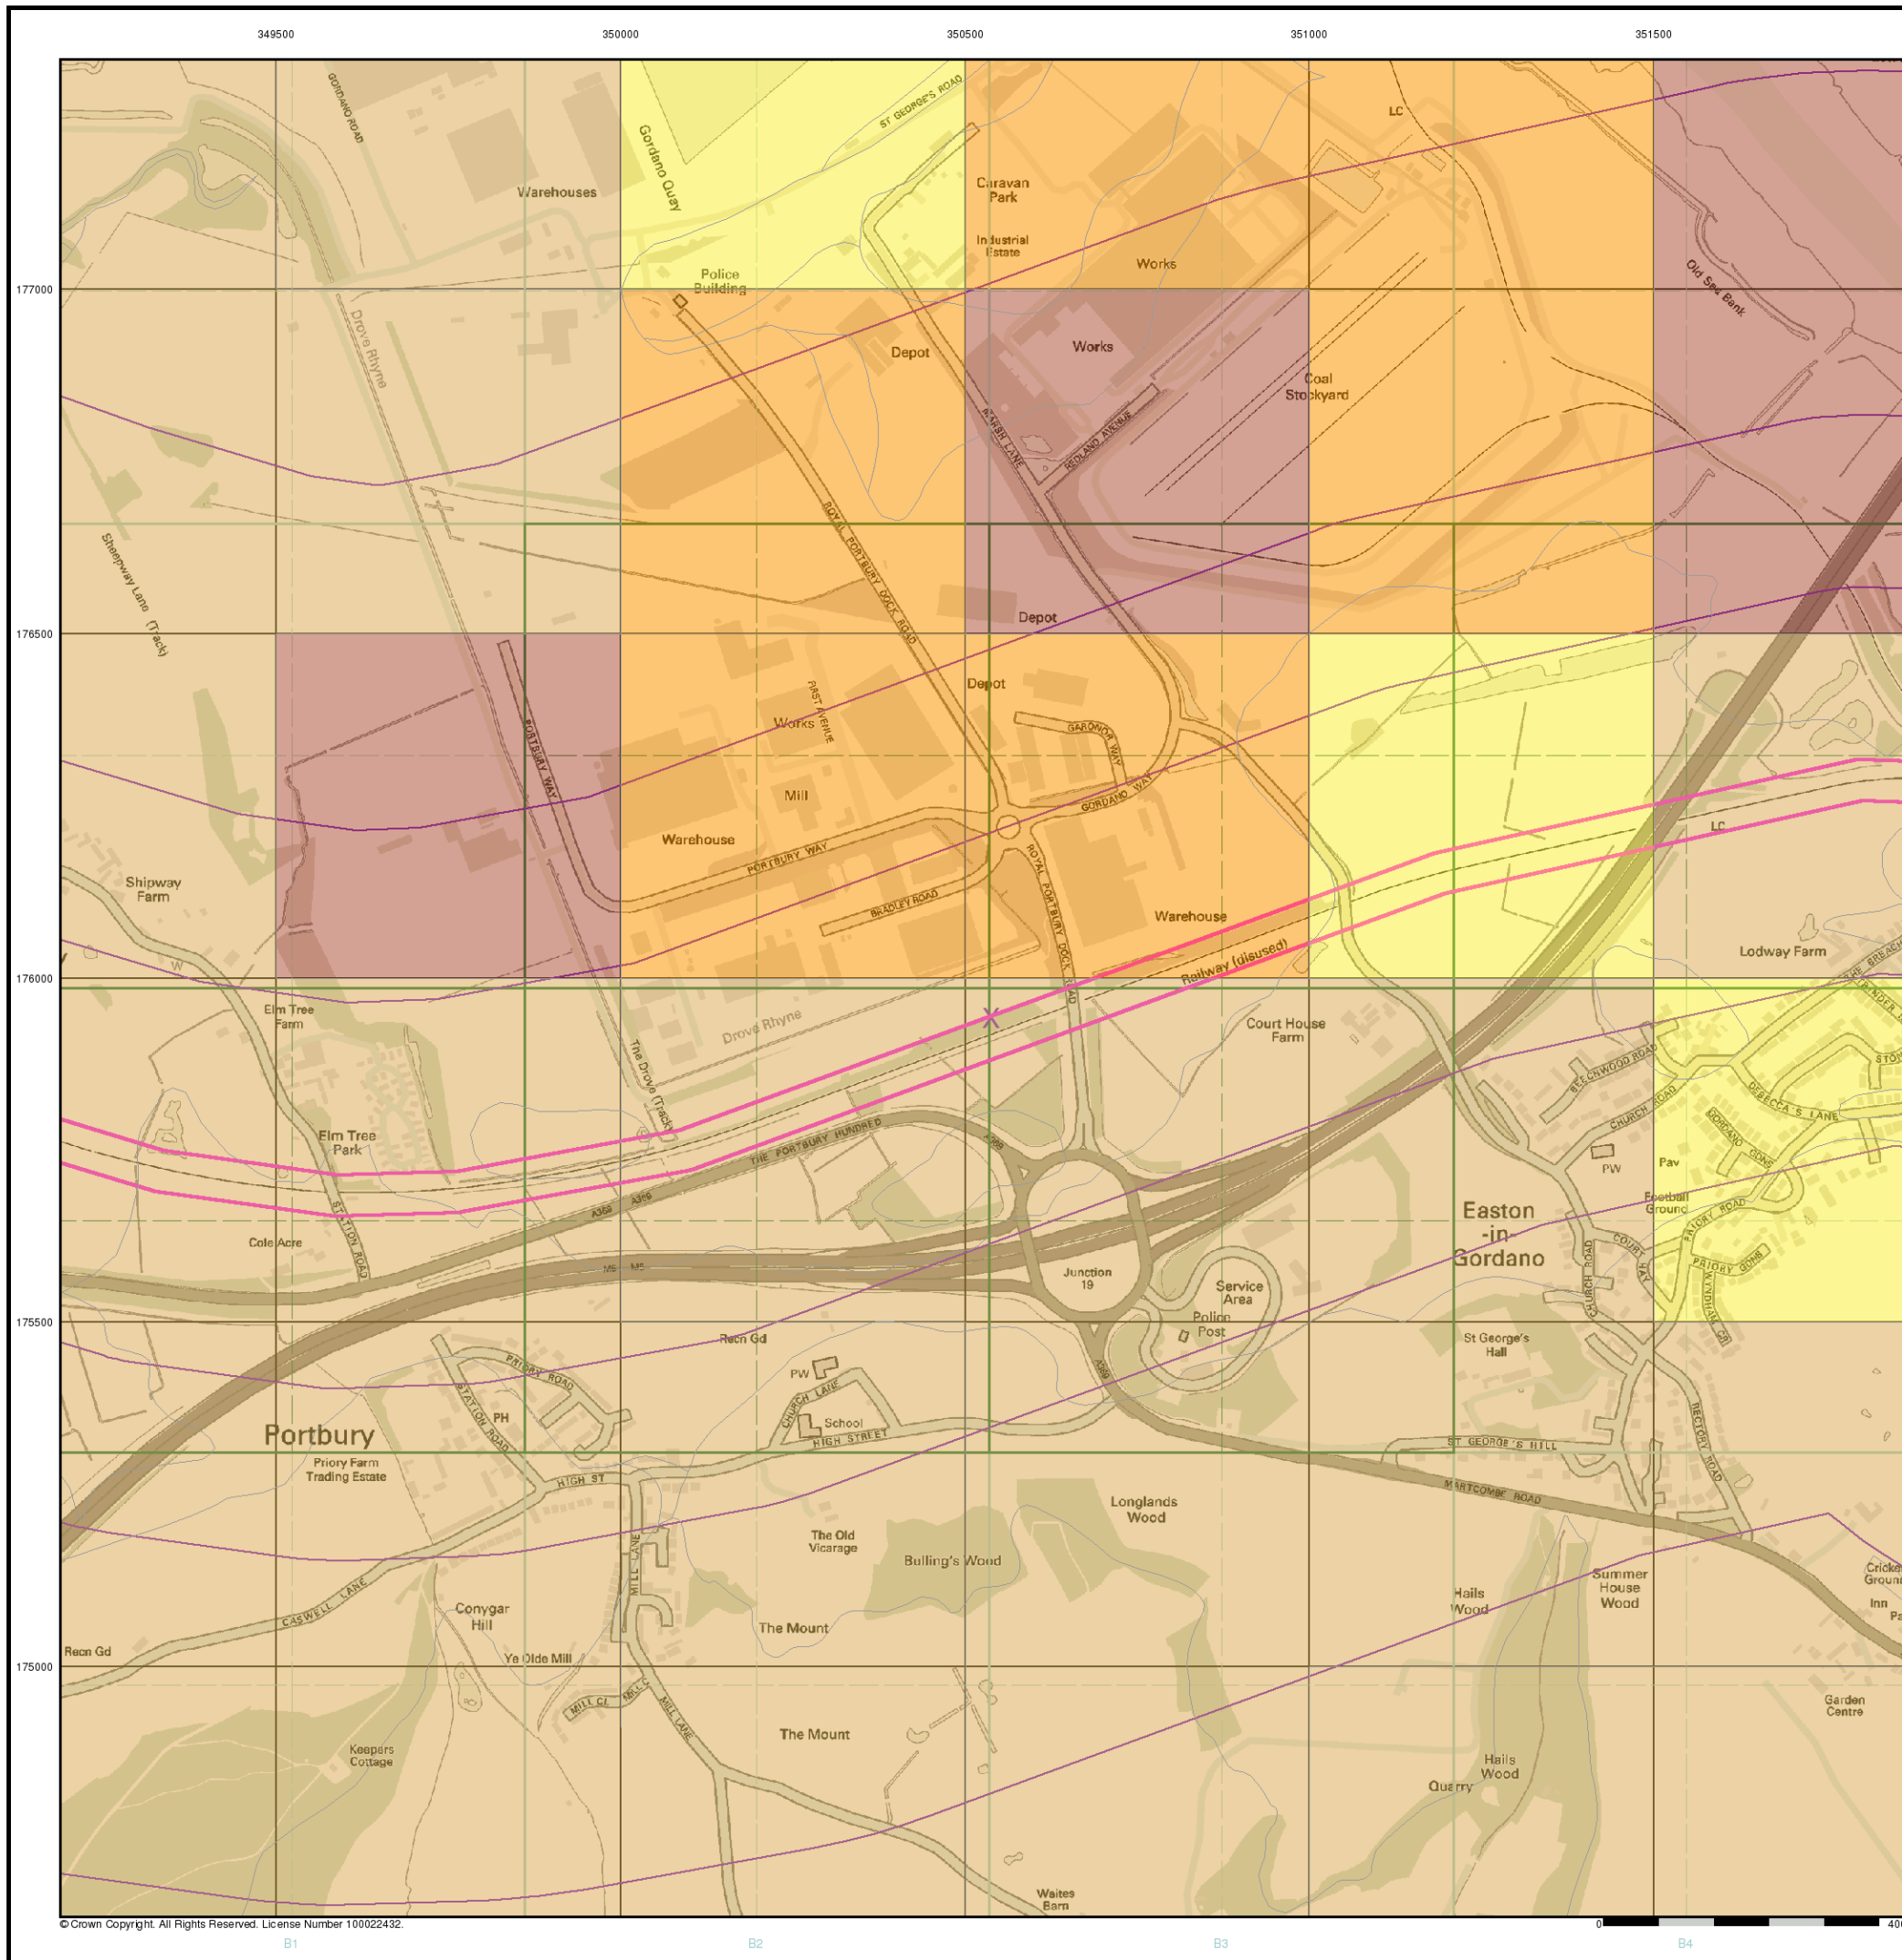 349500 350000 350500 351000 351500
177000
176500
176000
175500
175000
GORDANO ROAD
Warehouses
Gordano Quay
ST GEORGE'S ROAD
Caravan
Park
Industrial
Estate
Works
LC
Old Sea Bank
Police
Building
Drove Rhyne
Depot
Works
Coal
Stockyard
MARSH LANE
REDLAND AVENUE
Sheepway Lane (Track)
ROYAL PORTBURY DOCK ROAD
Depot
Depot
FIRST AVENUE
Works
PORTBURY WAY
GARDNOR WAY
Mill
GORDANO WAY
Warehouse
PORTBURY WAY
BRADLEY ROAD
ROYAL PORTBURY DOCK ROAD
LC
Shipway
Farm
Warehouse
W
Railway (disused)
Lodway Farm
THE BREACH
Elm Tree
Farm
Drove Rhyne
X
Court House
Farm
The Drove (Track)
BEECHWOOD ROAD
CHURCH ROAD
REBECCA'S LANE
GORDANO
GDNS
Elm Tree
Park
THE PORTBURY HUNDRED
A369
PW
Pav
STATION ROAD
A369
Football
Ground
Cole Acre
Easton
-in-
Gordano
PRIORY ROAD
COURT HAY
CHURCH ROAD
PRIORY GDNS
WYNDHAM CR
M5 M5
Junction
19
Service
Area
Police
Post
Recn Gd
St George's
Hall
PRIORY ROAD
PW
CHURCH LANE
A369
STATION ROAD
PH
School
HIGH STREET
Portbury
Priory Farm
Trading Estate
HIGH ST
ST GEORGE'S HILL
RECTORY ROAD
MARTCOMBE ROAD
Longlands
Wood
The Old
Vicarage
Bulling's Wood
MILL LANE
CASWELL LANE
Conygar
Hill
The Mount
Hails
Wood
Summer
House
Wood
Inn
Recn Gd
Ye Olde Mill
MILL CL
MILL LANE
The Mount
Garden
Centre
Keepers
Cottage
Hails
Wood
Quarry
Waites
Barn
© Crown Copyright. All Rights Reserved. License Number 100022432.
0
B1 B2 B3 B4